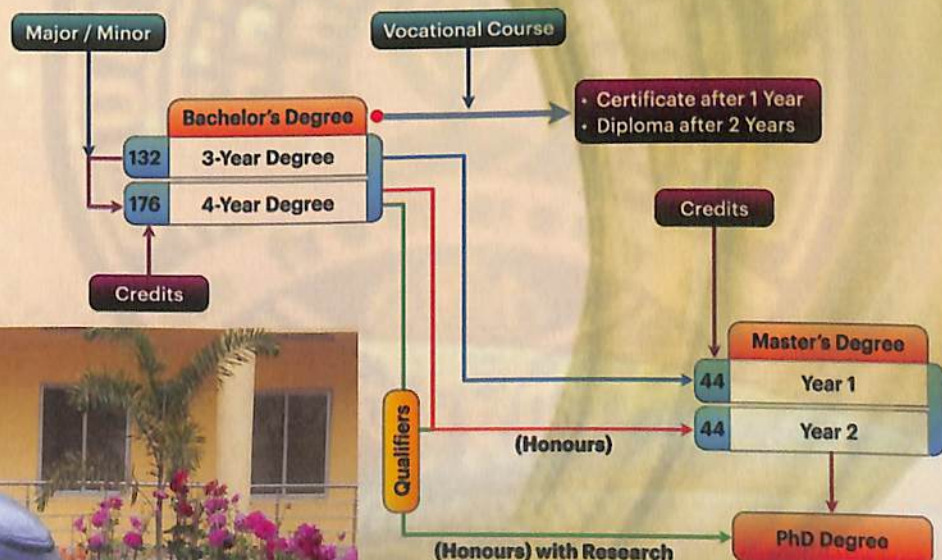 Major / Minor
Vocational Course
Bachelor's Degree
• Certificate after 1 Year
• Diploma after 2 Years
132
3-Year Degree
176
4-Year Degree
Credits
Credits
Master's Degree
44
Year 1
44
Year 2
Qualifiers
(Honours)
(Honours) with Research
PhD Degree